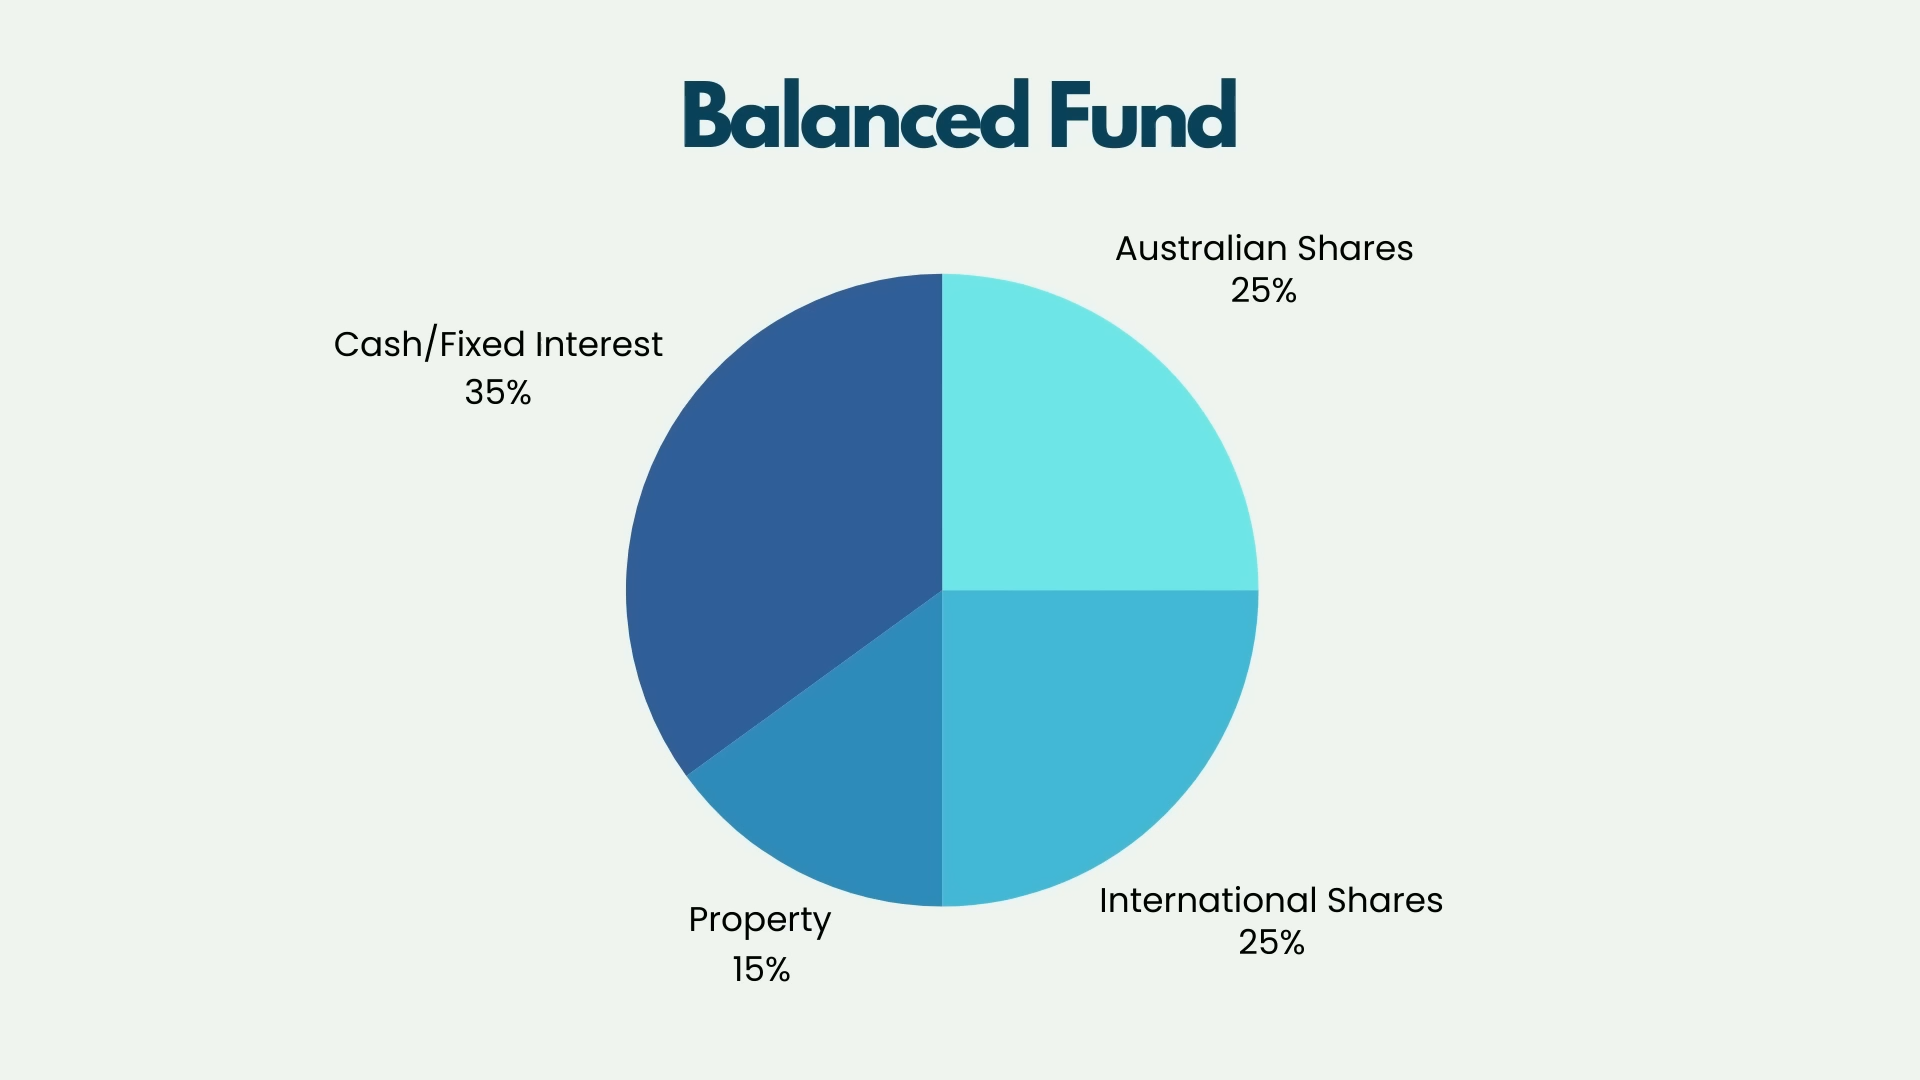 Balanced Fund
Australian Shares
25%
Cash/Fixed Interest
35%
International Shares
25%
Property
15%